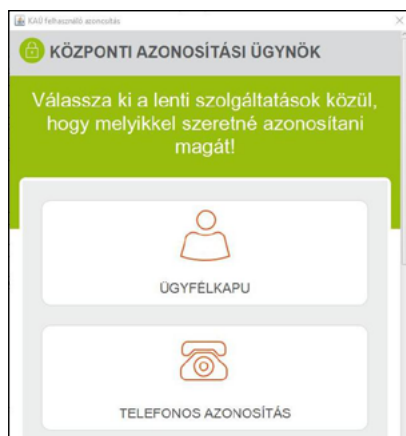 KAÜ felhasználó azonosítás
KÖZPONTI AZONOSÍTÁSI ÜGYNÖK
Válassza ki a lenti szolgáltatások közül,
hogy melyikkel szeretné azonosítani
magát!
ÜGYFÉLKAPU
TELEFONOS AZONOSÍTÁS